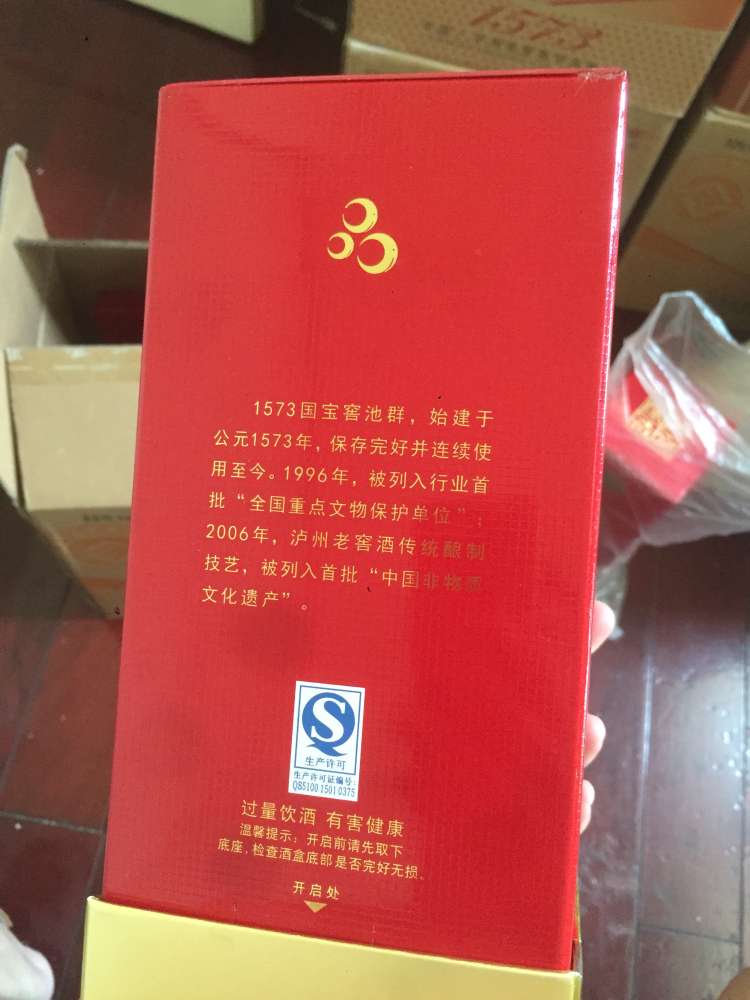 1573
1573国宝窖池群，始建于
公元1573年，保存完好并连续使
用至今。1996年，被列入行业首
批“全国重点文物保护单位”；
2006年，泸州老窖酒传统酿制
技艺，被列入首批“中国非物质
文化遗产”。
生产许可
生产许可证编号:
QS5100 1501 0375
过量饮酒 有害健康
温馨提示：开启前请先取下
底座，检查酒盒底部是否完好无损。
开启处